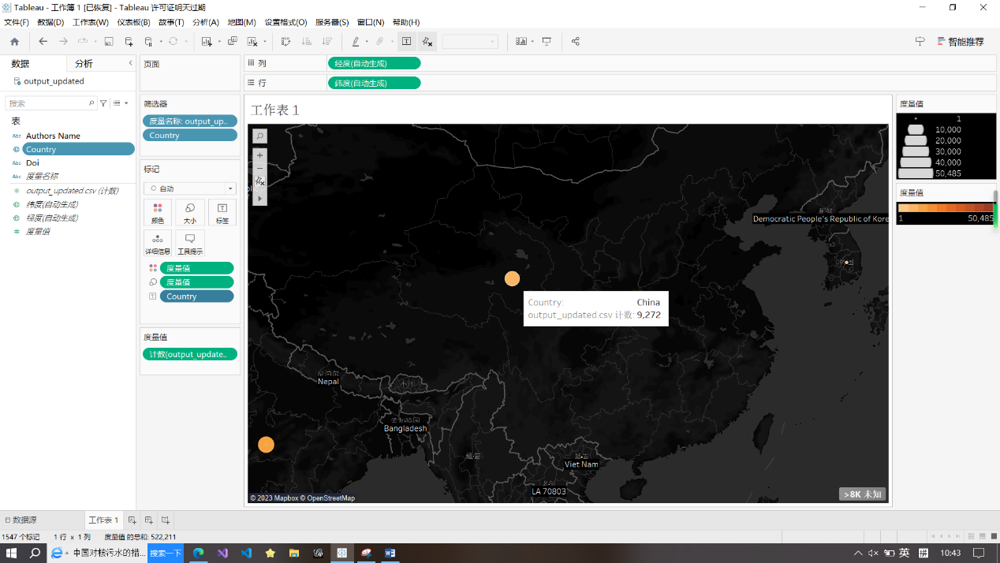 Tableau - 工作簿 1 [已恢复] - Tableau 许可证明天过期
文件(F) 数据(D) 工作表(W) 仪表板(B) 故事(T) 分析(A) 地图(M) 设置格式(O) 服务器(S) 窗口(N) 帮助(H)
智能推荐
数据 分析
output_updated
搜索
表
Abc Authors Name
Country
Abc Doi
Abc 度量名称
output_updated.csv (计数)
纬度(自动生成)
经度(自动生成)
度量值
页面
筛选器
度量名称: output_up..
Country
标记
自动
颜色 大小 标签
详细信息 工具提示
度量值
度量值
Country
度量值
计数(output_update..
列 经度(自动生成)
行 纬度(自动生成)
工作表 1
Democratic People's Republic of Kore
Country: China
output_updated.csv 计数: 9,272
Nepal
Bangladesh
Viet Nam
LA 70803
© 2023 Mapbox © OpenStreetMap
>8K 未知
度量值
1
10,000
20,000
30,000
40,000
50,485
度量值
1 50,485
数据源 工作表 1
1547 个标记 1 行 x 1 列 度量值 的总和: 522,211
中国对核污水的措... 搜索一下
英 拼 10:43